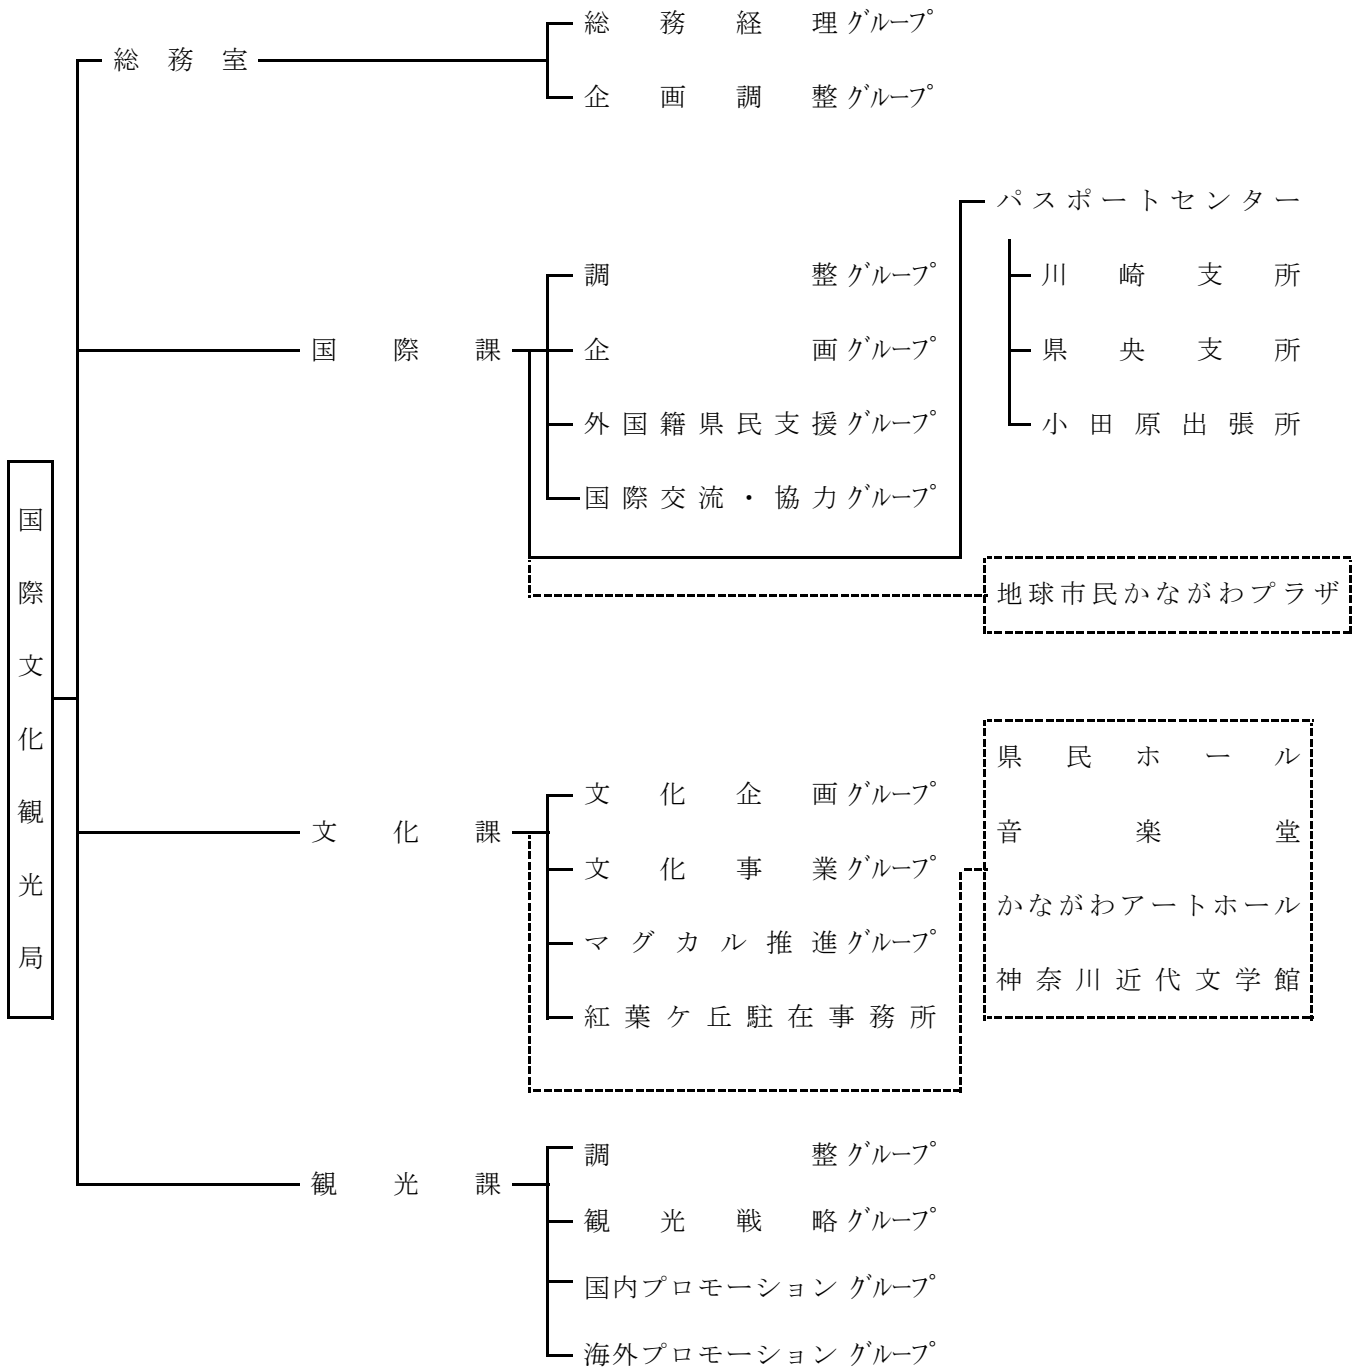 国際文化観光局
総務室
総務経理グループ
企画調整グループ
国際課
調整グループ
企画グループ
外国籍県民支援グループ
国際交流・協力グループ
パスポートセンター
川崎支所
県央支所
小田原出張所
地球市民かながわプラザ
文化課
文化企画グループ
文化事業グループ
マグカル推進グループ
紅葉ケ丘駐在事務所
県民ホール
音楽堂
かながわアートホール
神奈川近代文学館
観光課
調整グループ
観光戦略グループ
国内プロモーショングループ
海外プロモーショングループ